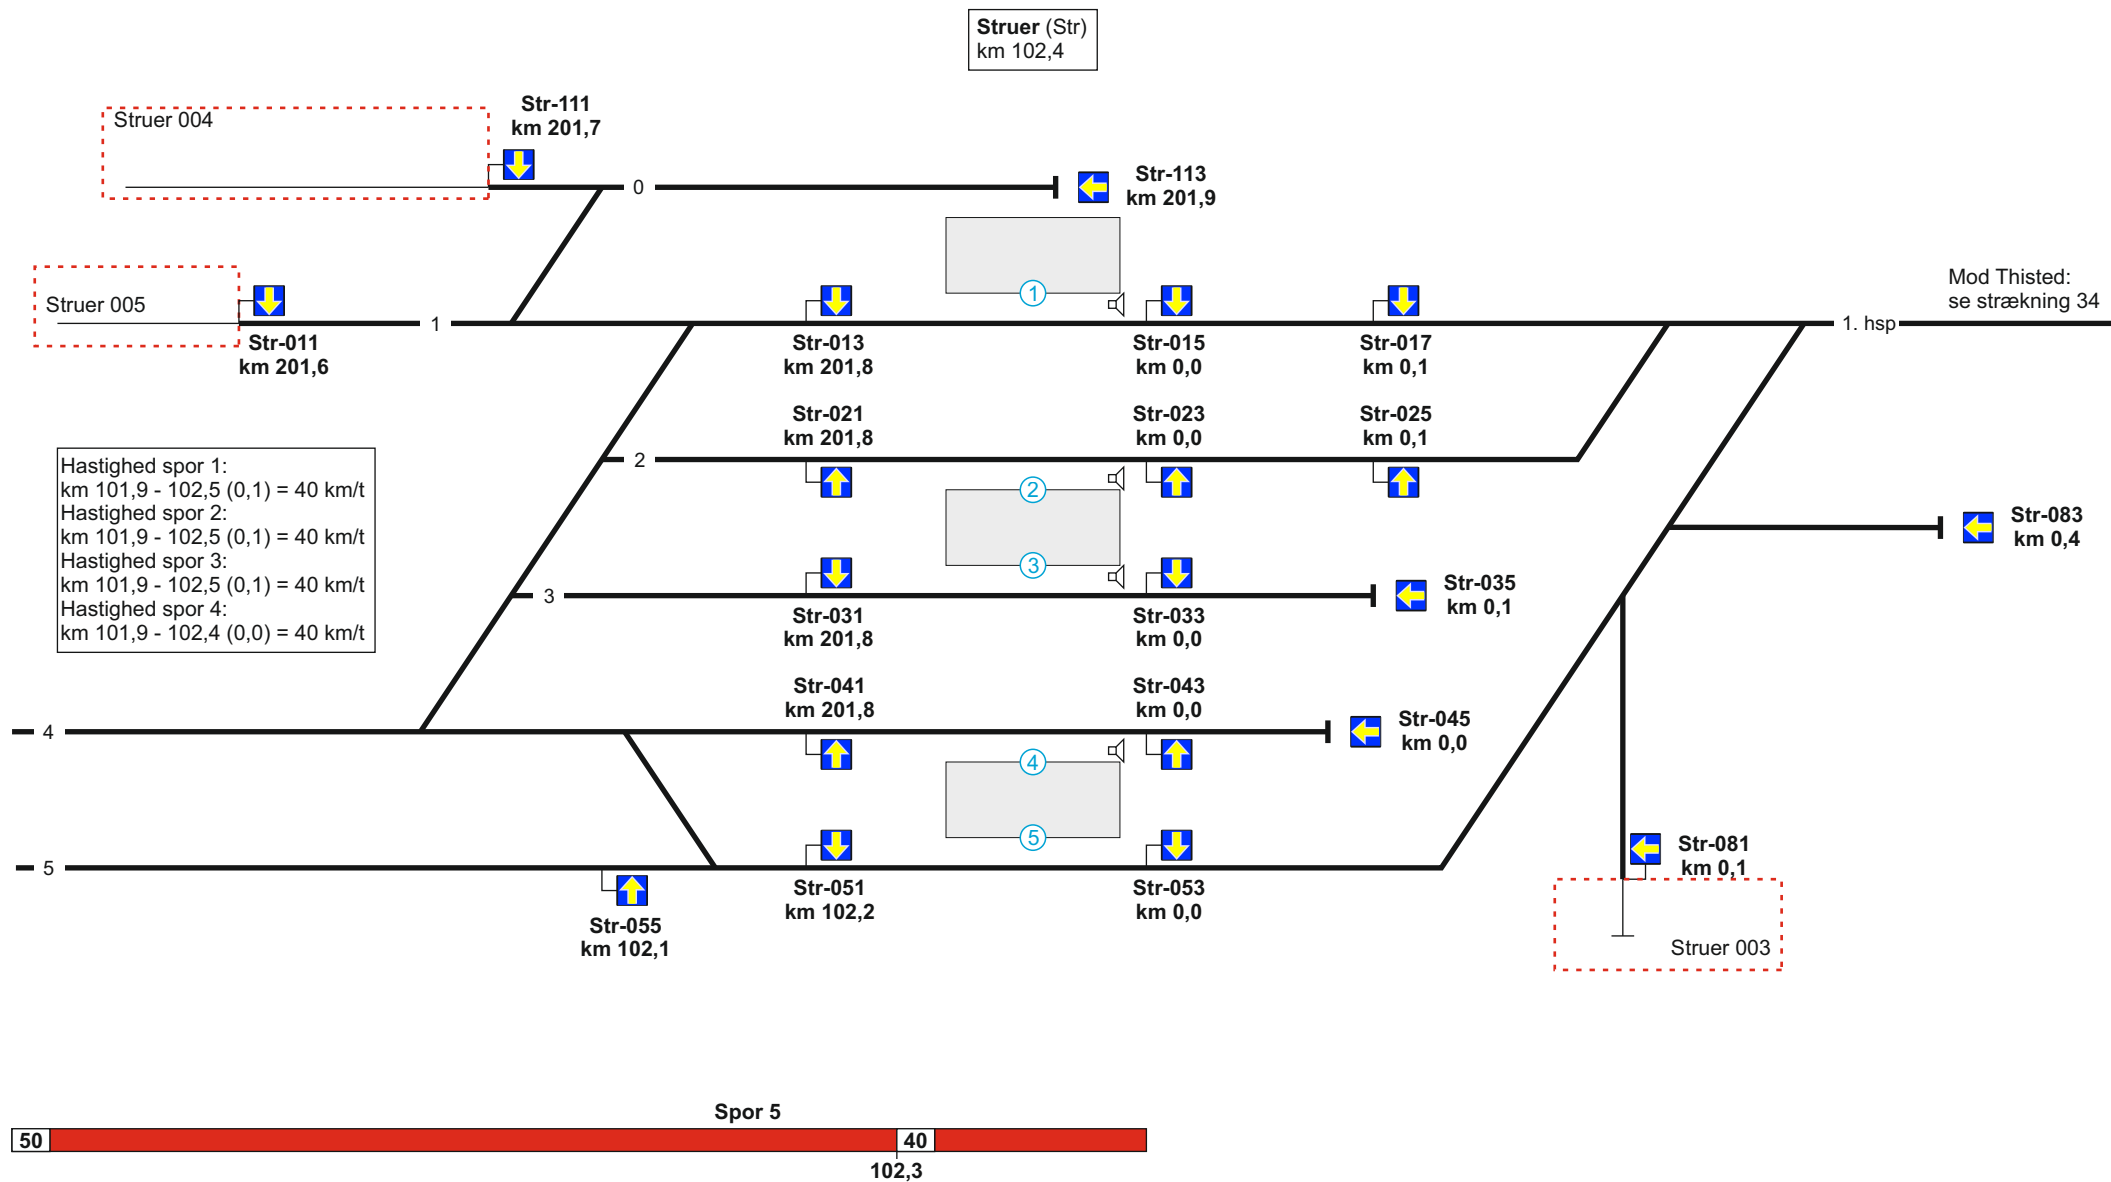 Struer (Str)
km 102,4
Str-111
km 201,7
Struer 004
0
Str-113
km 201,9
Struer 005
1
1
Mod Thisted:
se strækning 34
1. hsp
Str-011
km 201,6
Str-013
km 201,8
Str-015
km 0,0
Str-017
km 0,1
Str-021
km 201,8
Str-023
km 0,0
Str-025
km 0,1
2
2
Hastighed spor 1:
km 101,9 - 102,5 (0,1) = 40 km/t
Hastighed spor 2:
km 101,9 - 102,5 (0,1) = 40 km/t
Hastighed spor 3:
km 101,9 - 102,5 (0,1) = 40 km/t
Hastighed spor 4:
km 101,9 - 102,4 (0,0) = 40 km/t
Str-083
km 0,4
3
3
Str-035
km 0,1
Str-031
km 201,8
Str-033
km 0,0
Str-041
km 201,8
Str-043
km 0,0
4
Str-045
km 0,0
4
5
5
Str-081
km 0,1
Str-051
km 102,2
Str-053
km 0,0
Str-055
km 102,1
Struer 003
Spor 5
50
40
102,3